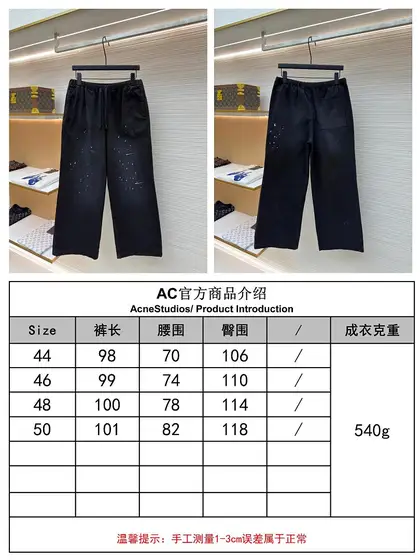 AC官方商品介绍
AcneStudios/ Product Introduction
Size 裤长 腰围 臀围 / 成衣克重
44 98 70 106 /
46 99 74 110 /
48 100 78 114 /
50 101 82 118 /
540g
温馨提示: 手工测量1-3cm误差属于正常